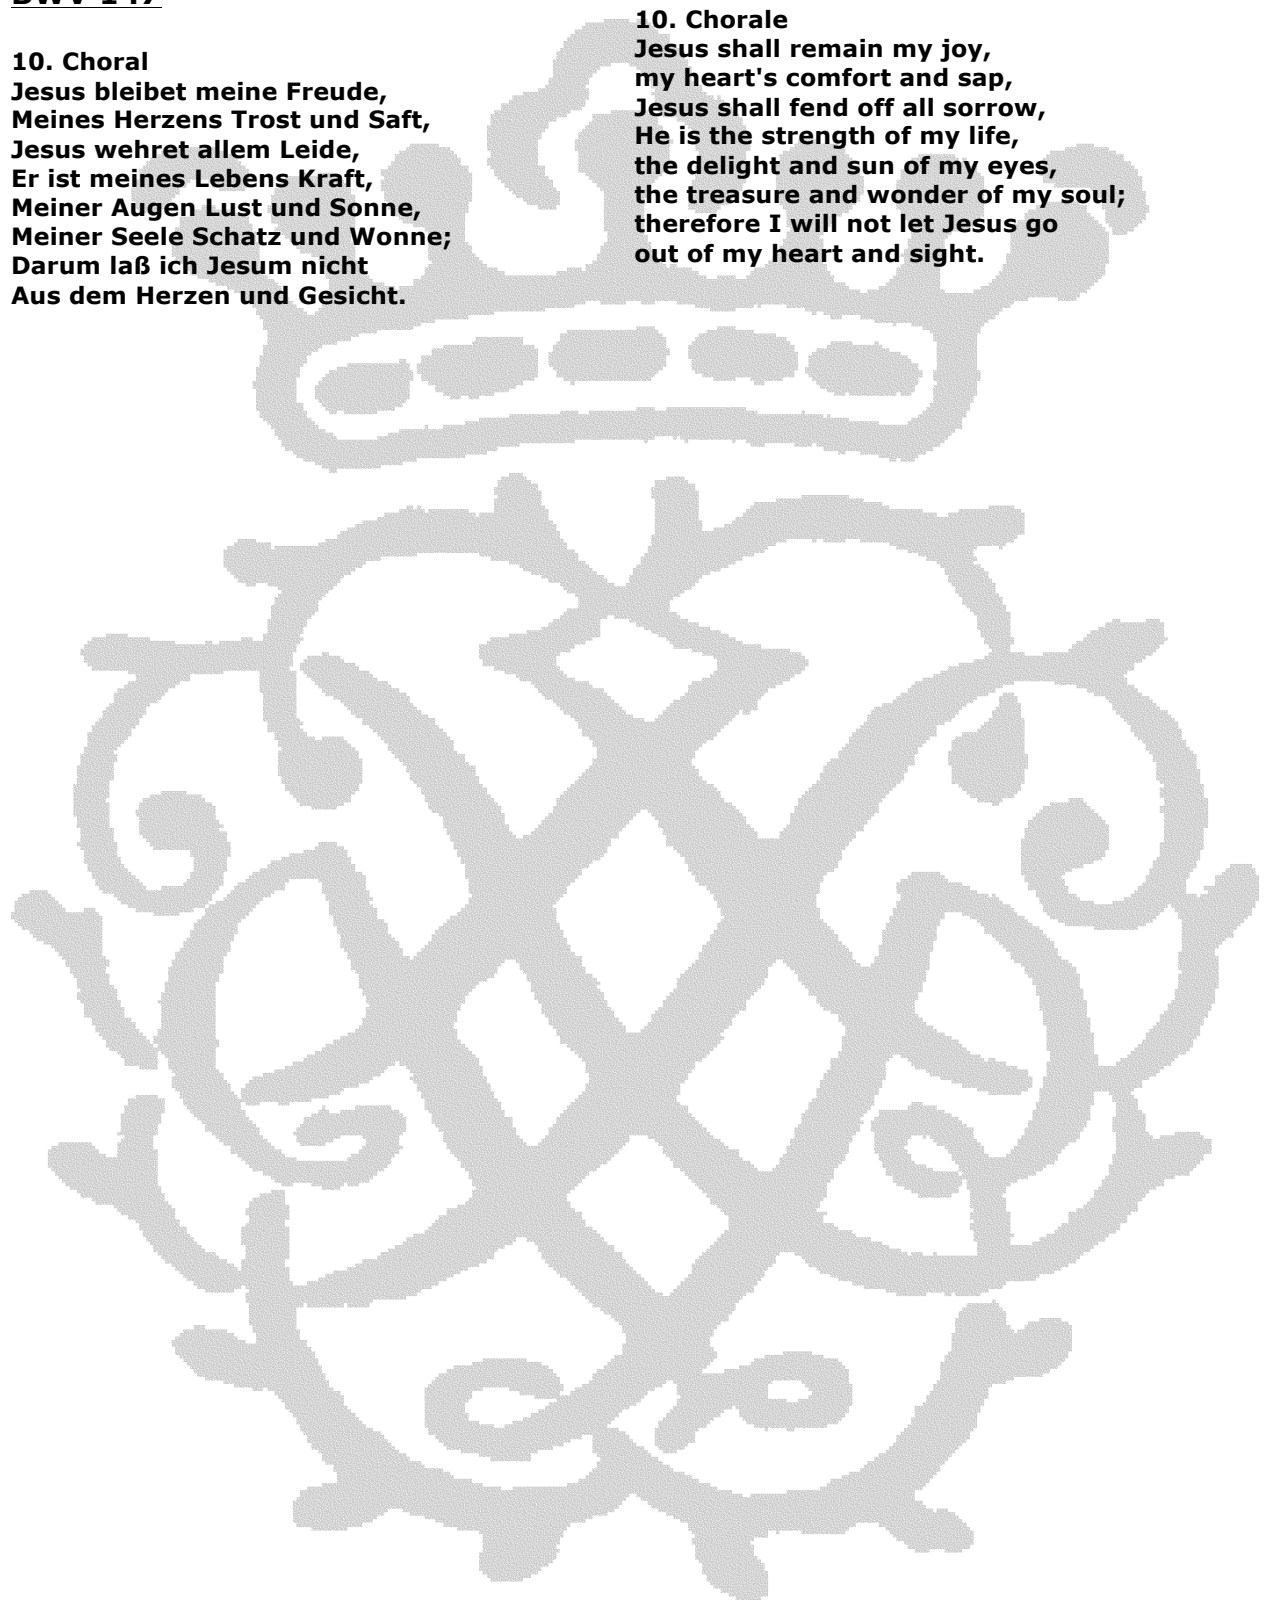 BWV 147
10. Choral
Jesus bleibet meine Freude,
Meines Herzens Trost und Saft,
Jesus wehret allem Leide,
Er ist meines Lebens Kraft,
Meiner Augen Lust und Sonne,
Meiner Seele Schatz und Wonne;
Darum laß ich Jesum nicht
Aus dem Herzen und Gesicht.
10. Chorale
Jesus shall remain my joy,
my heart's comfort and sap,
Jesus shall fend off all sorrow,
He is the strength of my life,
the delight and sun of my eyes,
the treasure and wonder of my soul;
therefore I will not let Jesus go
out of my heart and sight.